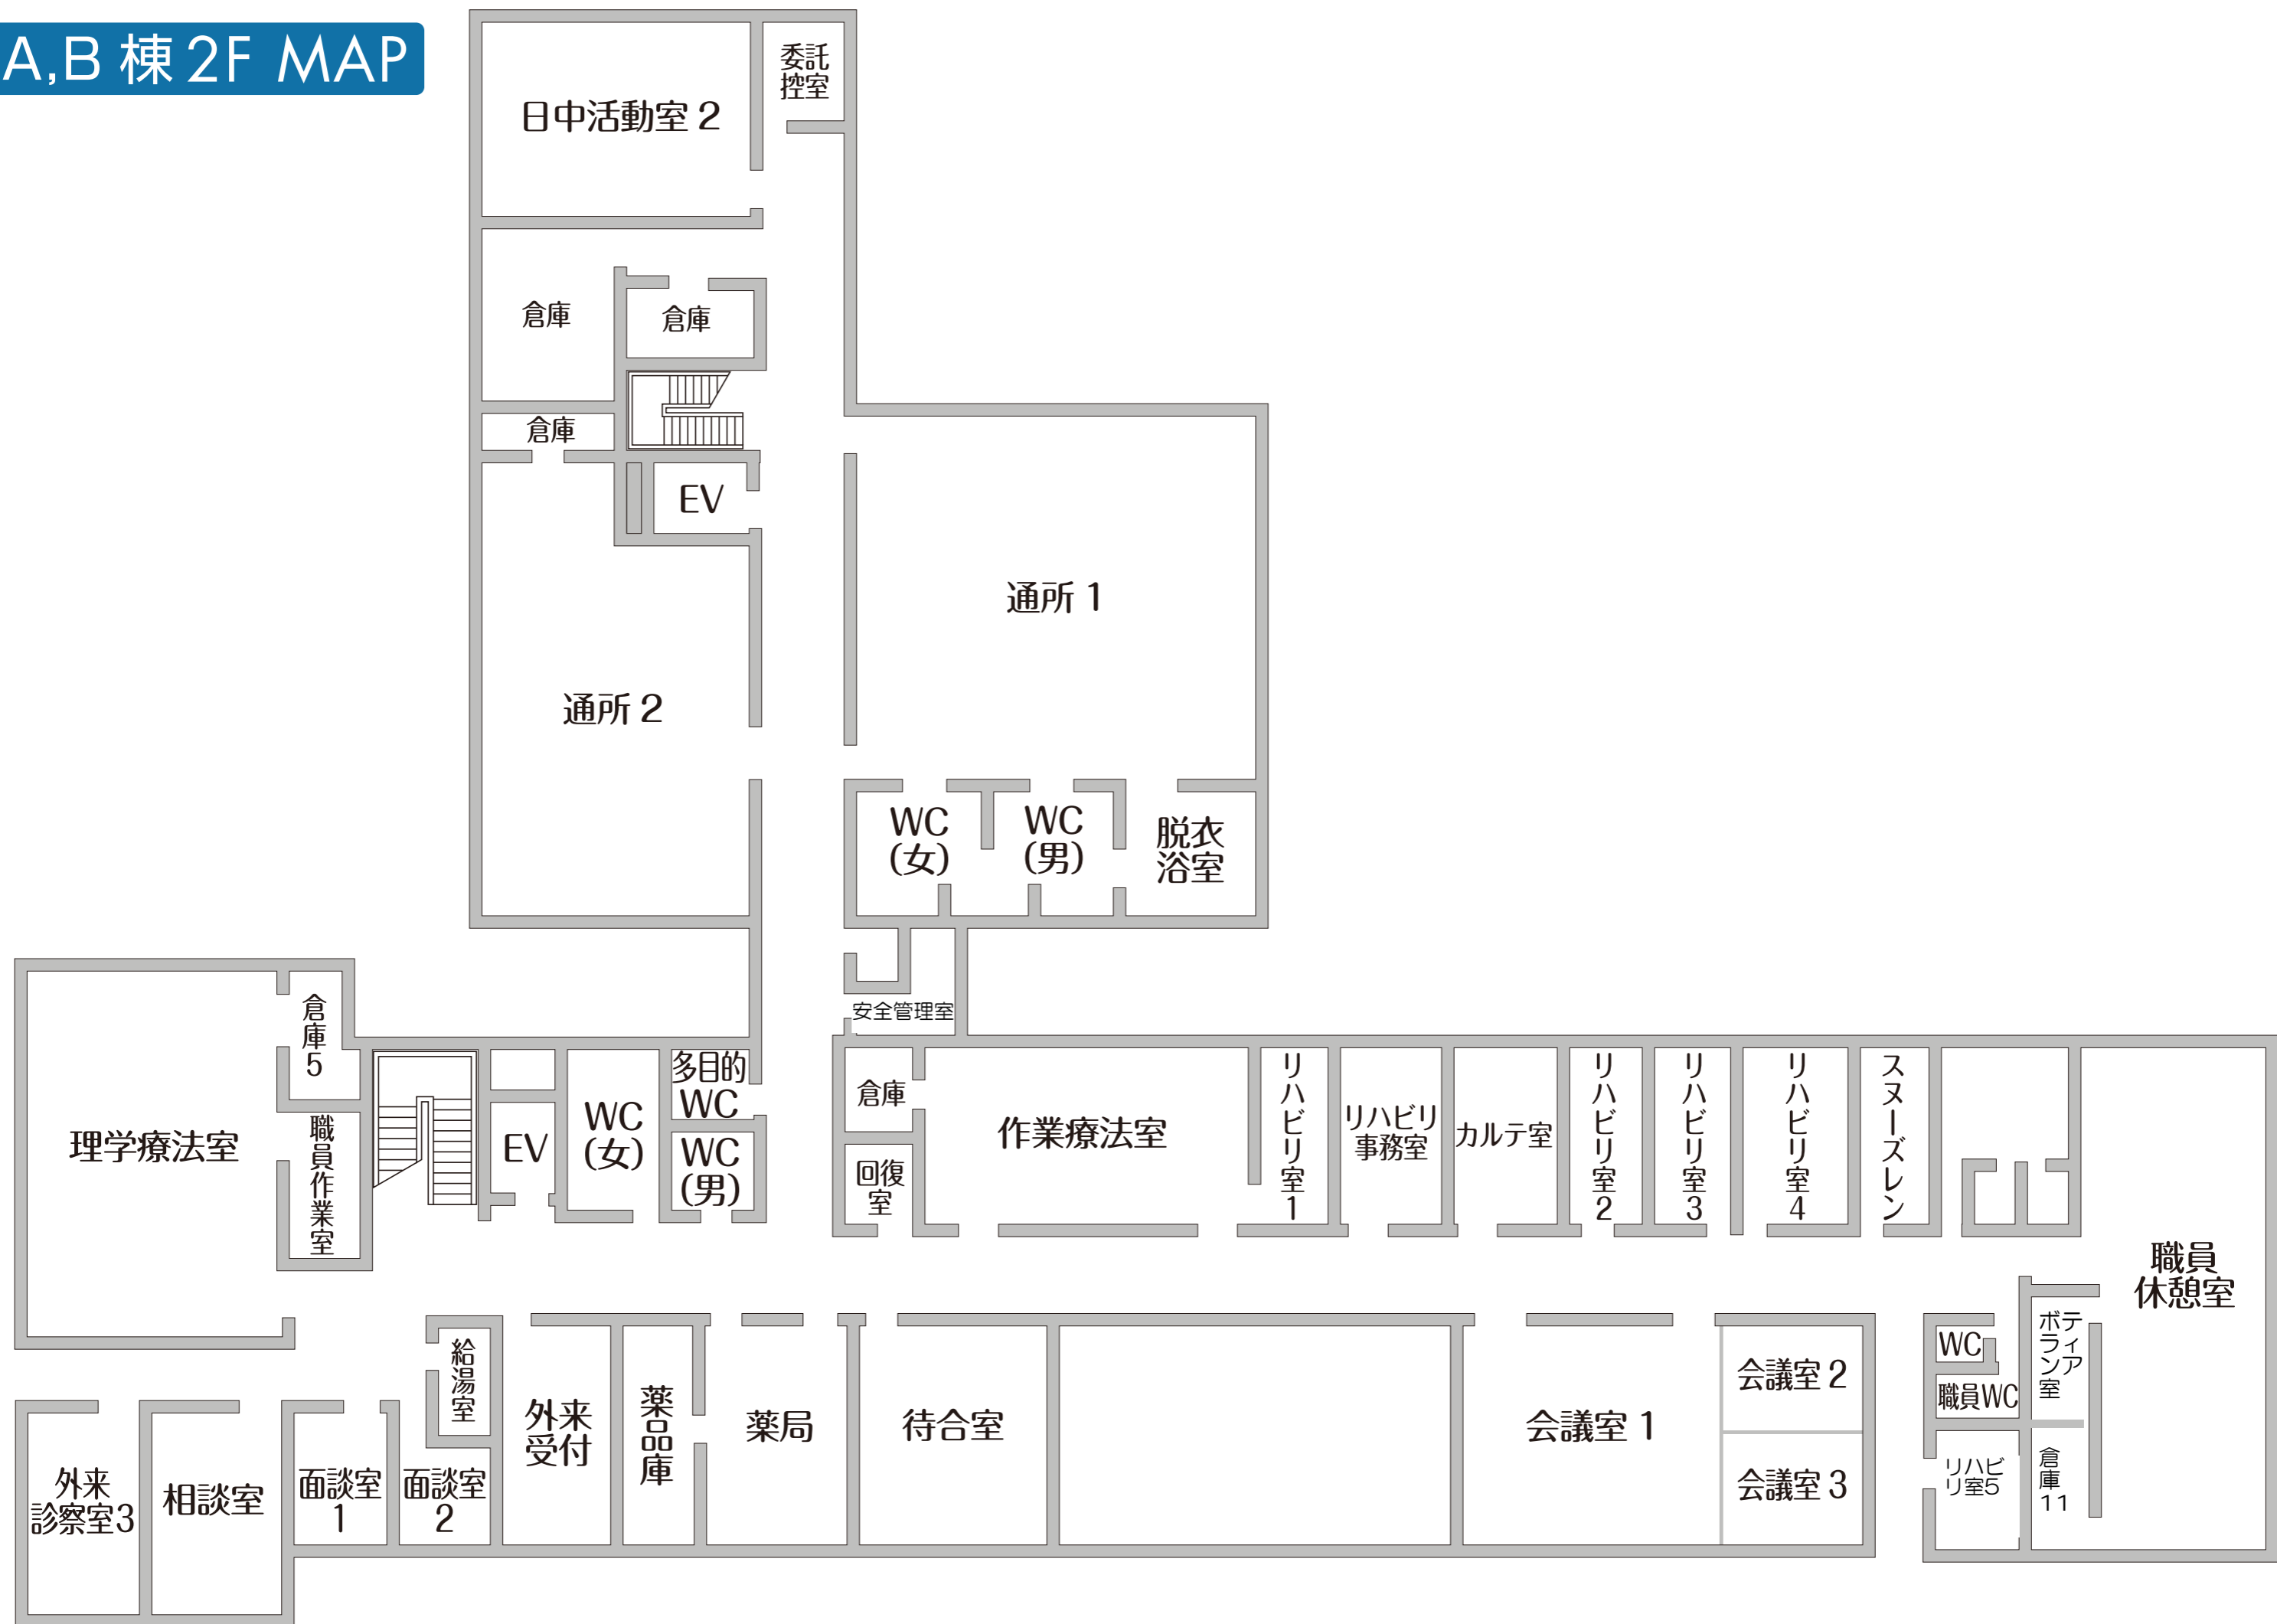 A,B 棟 2F MAP
委託
控室
日中活動室 2
倉庫
倉庫
倉庫
EV
通所 1
通所 2
WC
(女)
WC
(男)
脱衣
浴室
安全管理室
倉庫5
職員作業室
理学療法室
EV
WC
(女)
多目的
WC
WC
(男)
倉庫
回復
室
作業療法室
リハビリ室1
リハビリ
事務室
カルテ室
リハビリ室2
リハビリ室3
リハビリ室4
スヌーズレン
職員
休憩室
給湯室
外来
受付
薬品庫
薬局
待合室
会議室 1
会議室 2
会議室 3
WC
職員WC
ボランティア室
リハビ
リ室5
倉庫11
外来
診察室3
相談室
面談室
1
面談室
2